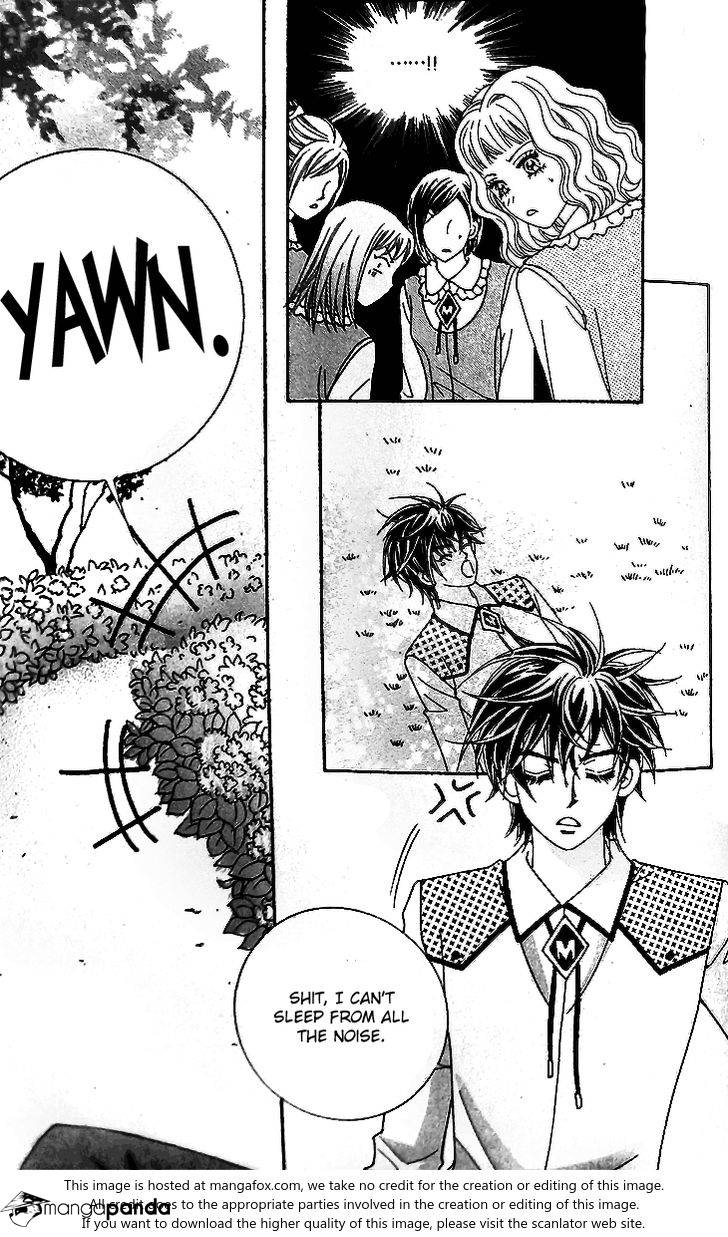 ......!!
YAWN.
M
M
SHIT, I CAN'T
SLEEP FROM ALL
THE NOISE.
This image is hosted at mangafox.com, we take no credit for the creation or editing of this image.
All credit goes to the appropriate parties involved in the creation or editing of this image.
If you want to download the higher quality of this image, please visit the scanlator web site.
mangapanda